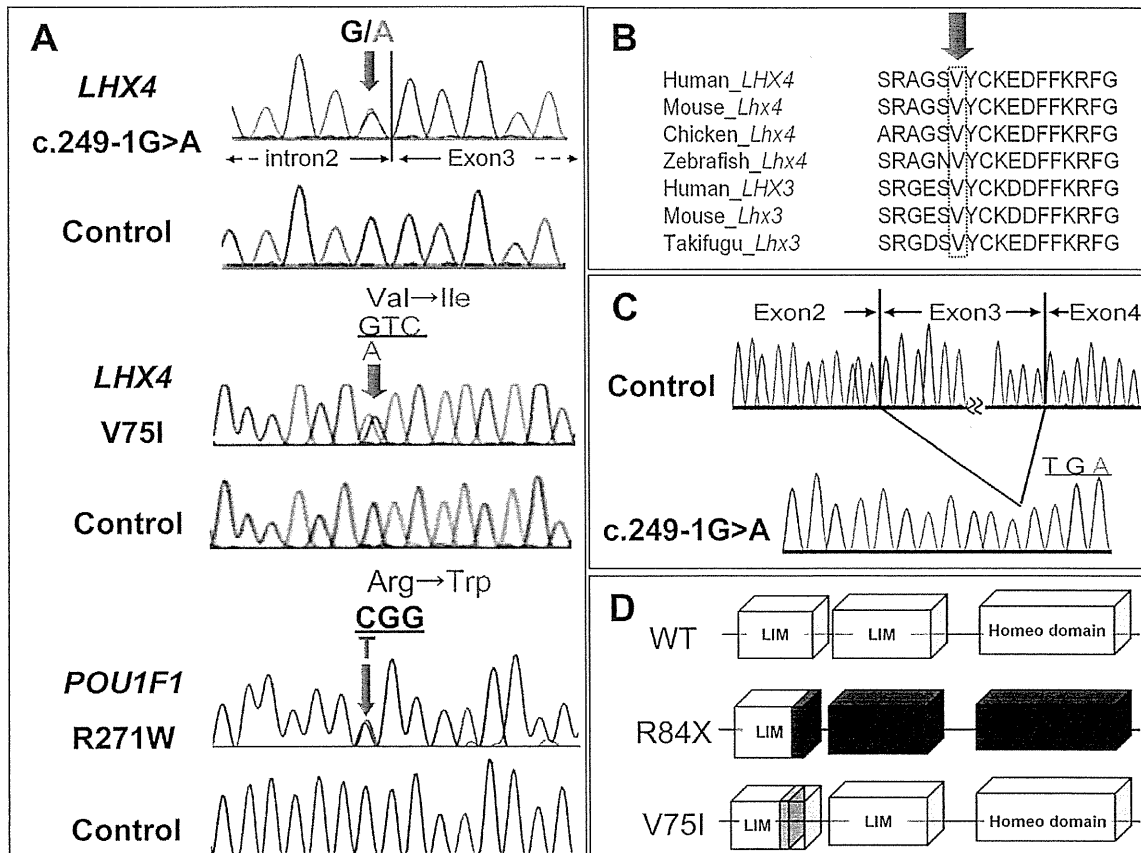 A
G/A
LHX4
c.249-1G>A
intron2
Exon3
Control
Val→Ile
GTC
A
LHX4
V75I
Control
Arg→Trp
CGG
T
POU1F1
R271W
Control
B
Human_LHX4 SRAGSVYCKEDFFKRFG
Mouse_Lhx4 SRAGSVYCKEDFFKRFG
Chicken_Lhx4 ARAGSVYCKEDFFKRFG
Zebrafish_Lhx4 SRAGNVYCKEDFFKRFG
Human_LHX3 SRGESVYCKDDFFKRFG
Mouse_Lhx3 SRGESVYCKDDFFKRFG
Takifugu_Lhx3 SRGDSVYCKEDFFKRFG
C
Exon2
Exon3
Exon4
Control
TGA
c.249-1G>A
D
WT
LIM
LIM
Homeo domain
R84X
LIM
V75I
LIM
LIM
Homeo domain